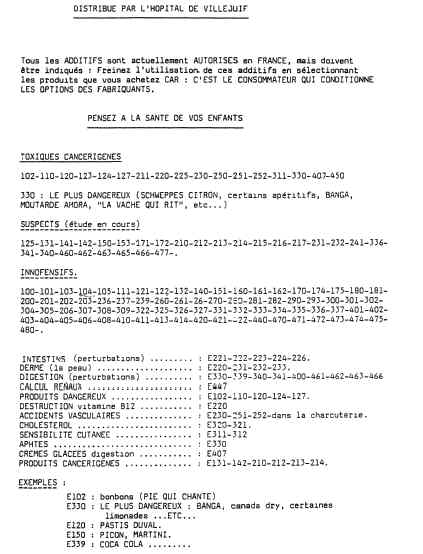 DISTRIBUE PAR L'HOPITAL DE VILLEJUIF
Tous les ADDITIFS sont actuellement AUTORISES en FRANCE, mais doivent
être indiqués : Freinez l'utilisation de ces additifs en sélectionnant
les produits que vous achetez CAR : C'EST LE CONSOMMATEUR QUI CONDITIONNE
LES OPTIONS DES FABRIQUANTS.
PENSEZ A LA SANTE DE VOS ENFANTS
TOXIQUES CANCERIGENES
102-110-120-123-124-127-211-220-225-230-250-251-252-311-330-407-450
330 : LE PLUS DANGEREUX (SCHWEPPES CITRON, certains apéritifs, BANGA,
MOUTARDE AMORA, "LA VACHE QUI RIT", etc...)
SUSPECTS (étude en cours)
125-131-141-142-150-153-171-172-210-212-213-214-215-216-217-231-232-241-336-
341-340-460-462-463-465-466-477-.
INNOFENSIFS.
100-101-103-104-105-111-121-122-132-140-151-160-161-162-170-174-175-180-181-
200-201-202-203-236-237-239-260-261-26-270-280-281-282-290-293-300-301-302-
304-305-206-307-308-309-322-325-326-327-331-332-333-334-335-336-337-401-402-
403-404-405-406-408-410-411-413-414-420-421-22-440-470-471-472-473-474-475-
480-.
INTESTINS (perturbations) ......... : E221-222-223-224-226.
DERME (la peau) ................... : E220-231-232-233.
DIGESTION (perturbations) ......... : E330-339-340-341-400-461-462-463-466
CALCUL RENAUX ..................... : E447
PRODUITS DANGEREUX ................ : E102-110-120-124-127.
DESTRUCTION vitamine B12 .......... : E220
ACCIDENTS VASCULAIRES ............. : E230-251-252-dans la charcuterie.
CHOLESTEROL ....................... : E320-321.
SENSIBILITE CUTANEE ............... : E311-312
APHTES ............................ : E330
CREMES GLACEES digestion .......... : E407
PRODUITS CANCERIGENES ............. : E131-142-210-212-213-214.
EXEMPLES :
E102 : bonbons (PIE QUI CHANTE)
E330 : LE PLUS DANGEREUX : BANGA, canada dry, certaines
limonades ...ETC...
E120 : PASTIS DUVAL.
E150 : PICON, MARTINI.
E339 : COCA COLA .........